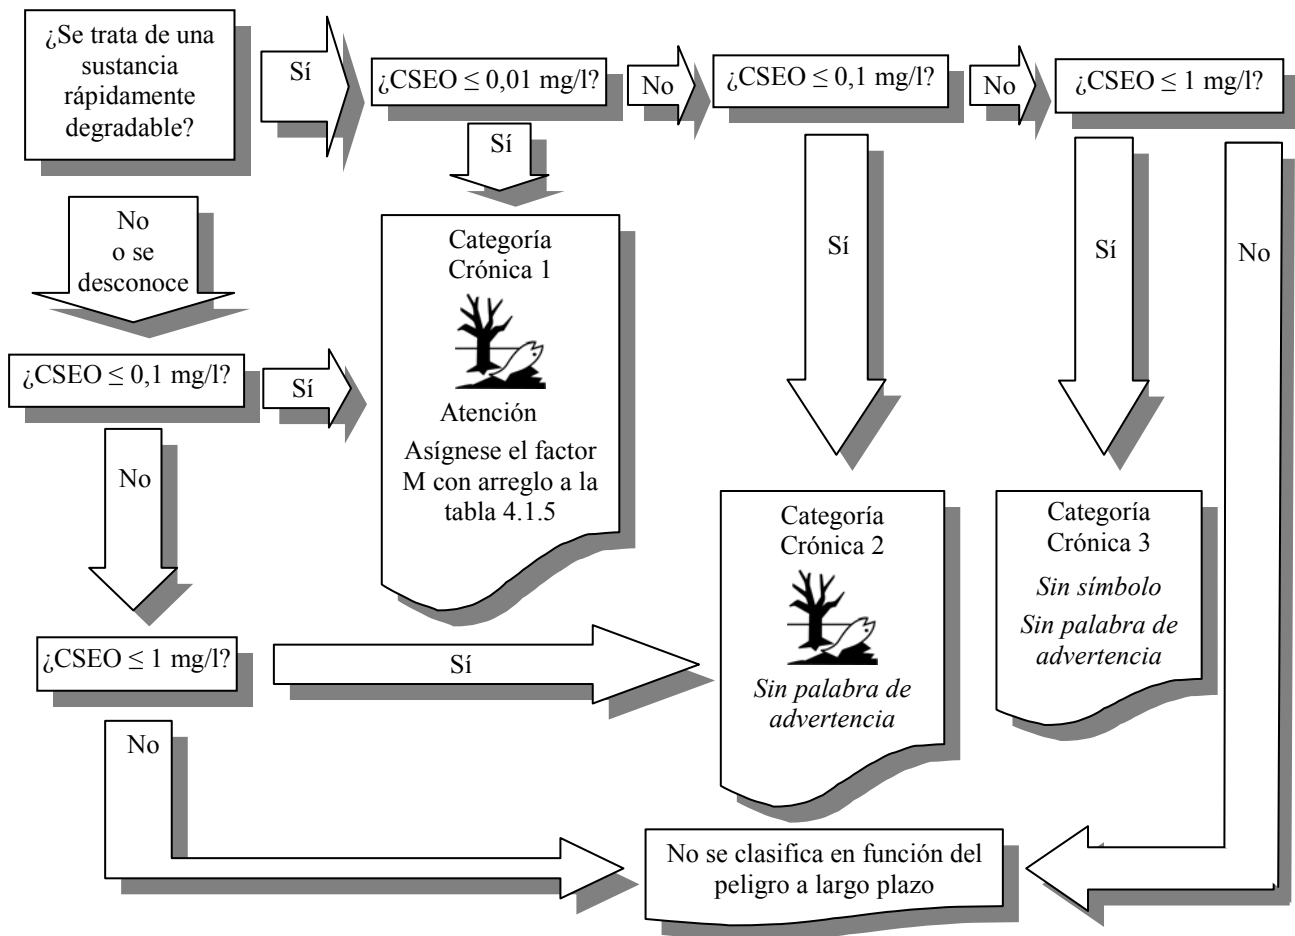 ¿Se trata de una
sustancia
rápidamente
degradable?
Sí
¿CSEO ≤ 0,01 mg/l?
No
¿CSEO ≤ 0,1 mg/l?
No
¿CSEO ≤ 1 mg/l?
Sí
No
o se
desconoce
Categoría
Crónica 1
Atención
Asígnese el factor
M con arreglo a la
tabla 4.1.5
Sí
Sí
No
¿CSEO ≤ 0,1 mg/l?
Sí
No
Categoría
Crónica 2
Sin palabra de
advertencia
Categoría
Crónica 3
Sin símbolo
Sin palabra de
advertencia
¿CSEO ≤ 1 mg/l?
Sí
No
No se clasifica en función del
peligro a largo plazo